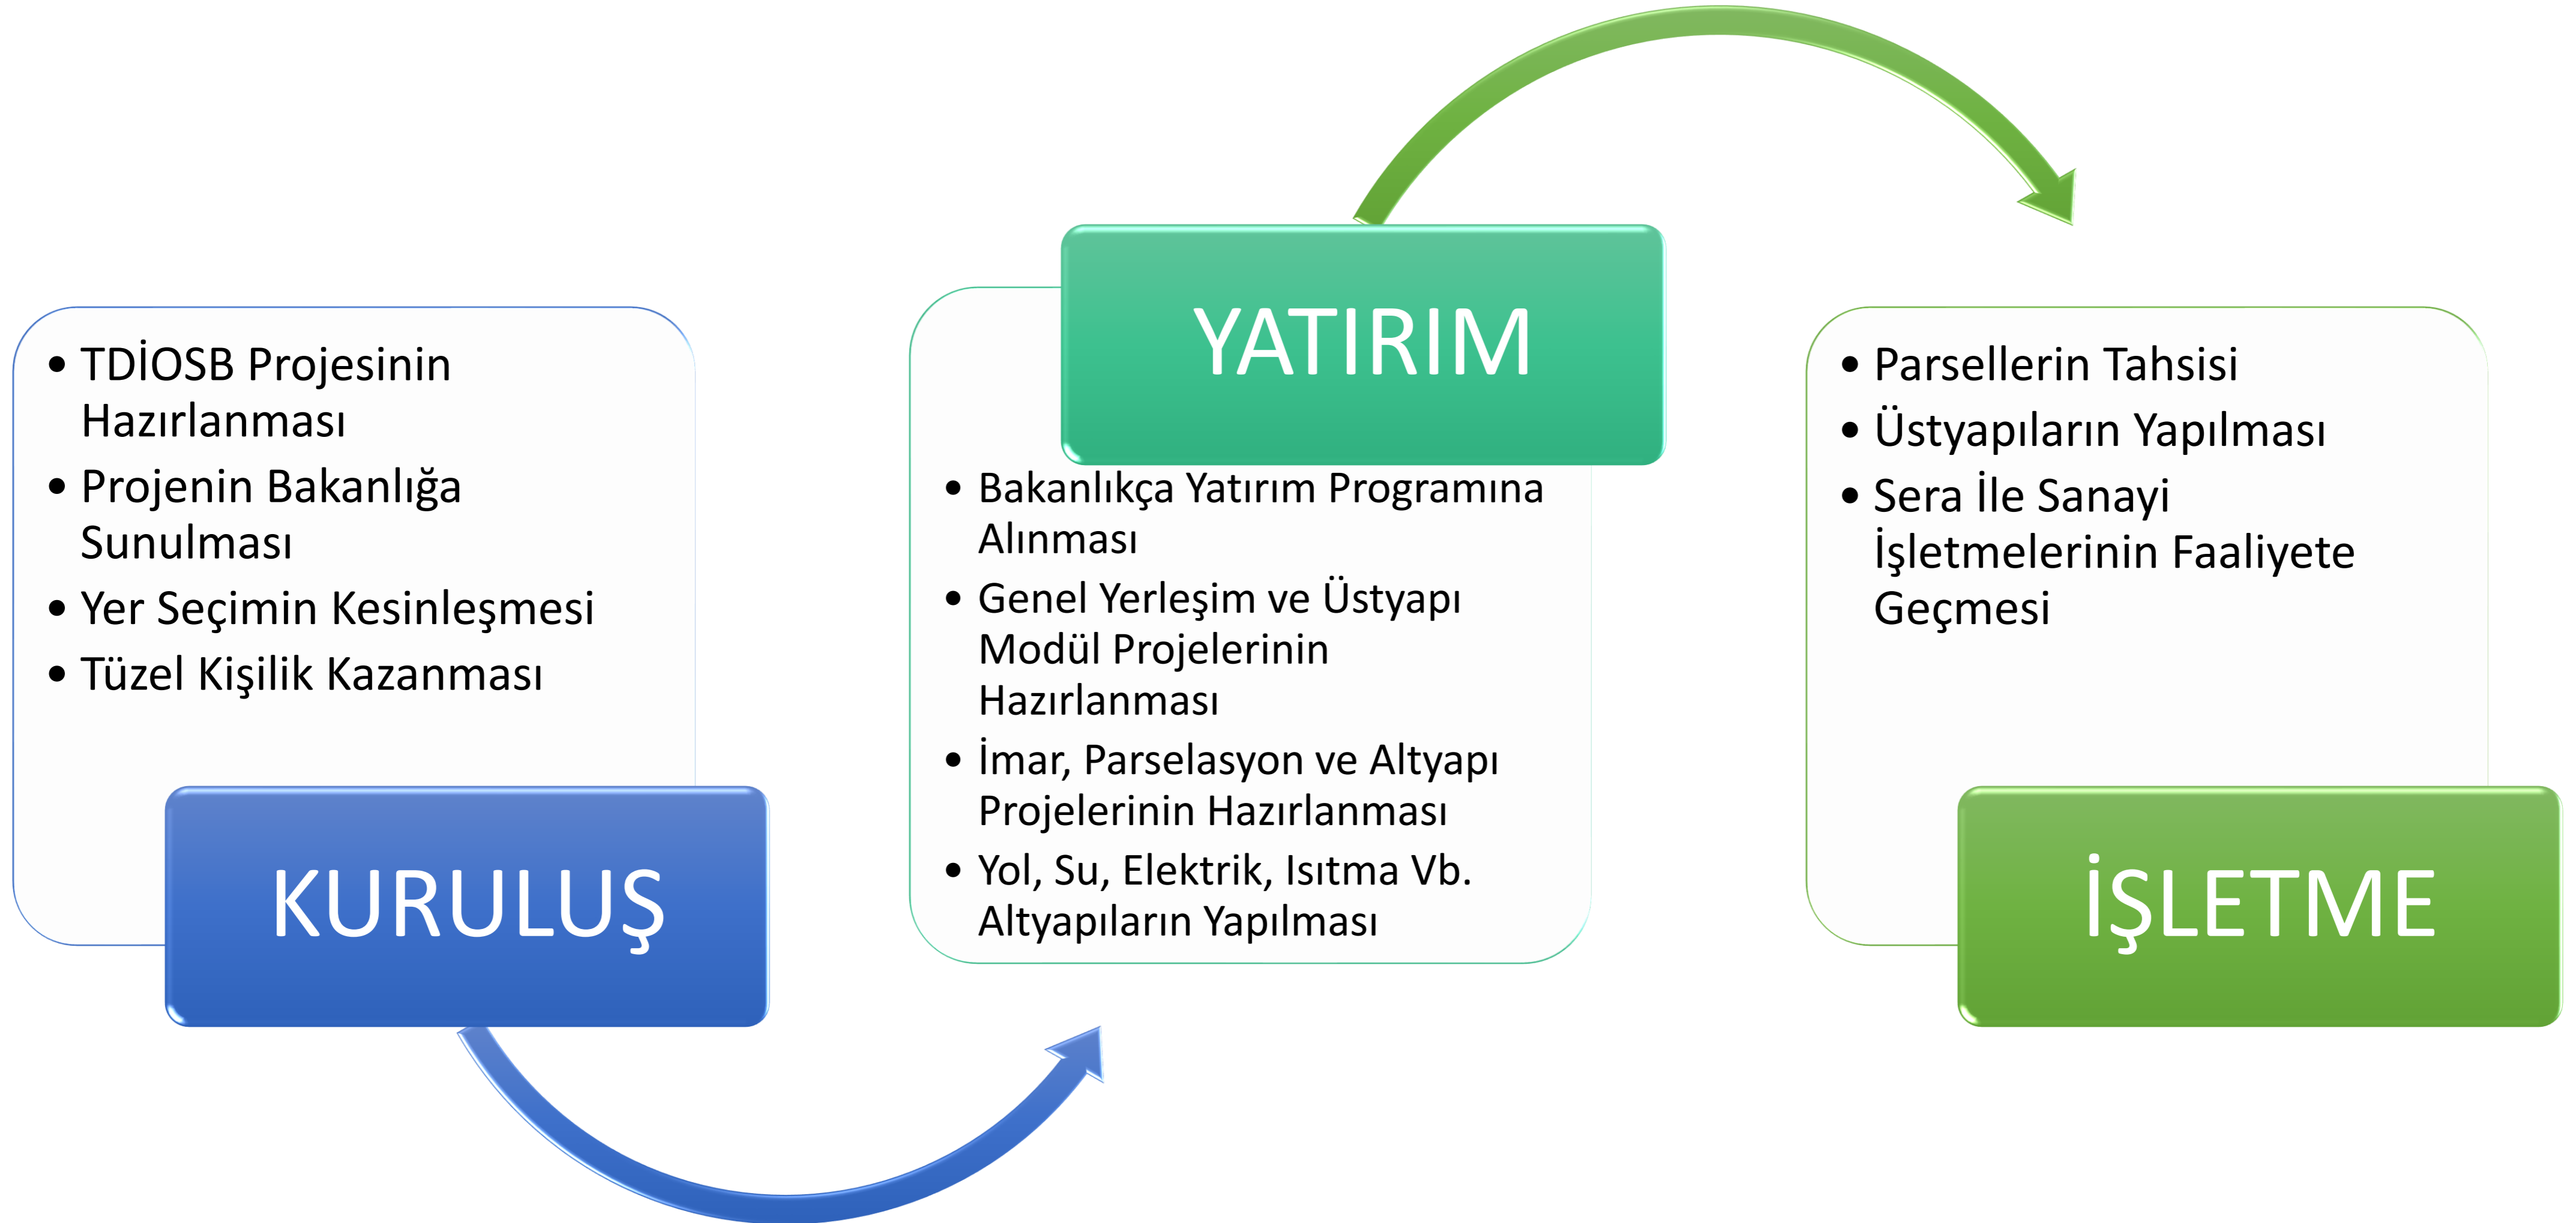 • TDİOSB Projesinin
Hazırlanması
• Projenin Bakanlığa
Sunulması
• Yer Seçimin Kesinleşmesi
• Tüzel Kişilik Kazanması
KURULUŞ
YATIRIM
• Bakanlıkça Yatırım Programına
Alınması
• Genel Yerleşim ve Üstyapı
Modül Projelerinin
Hazırlanması
• İmar, Parselasyon ve Altyapı
Projelerinin Hazırlanması
• Yol, Su, Elektrik, Isıtma Vb.
Altyapıların Yapılması
• Parsellerin Tahsisi
• Üstyapıların Yapılması
• Sera İle Sanayi
İşletmelerinin Faaliyete
Geçmesi
İŞLETME